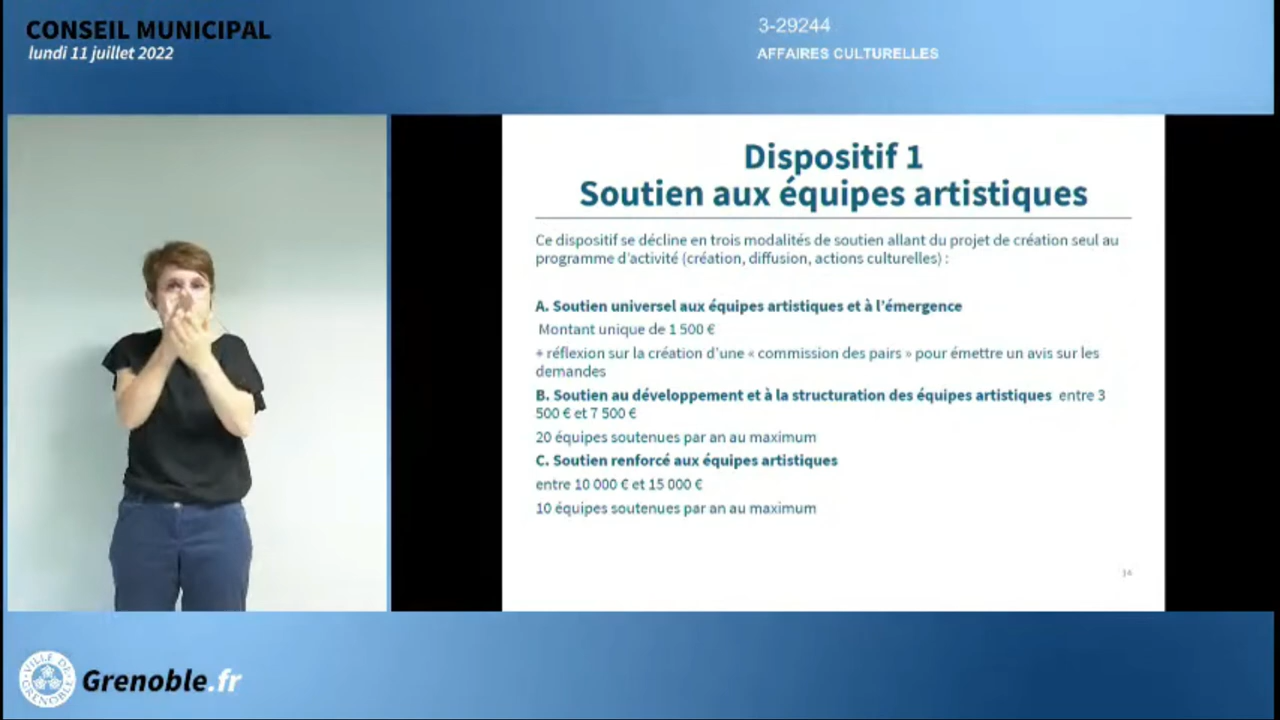 CONSEIL MUNICIPAL
lundi 11 juillet 2022
3-29244
AFFAIRES CULTURELLES
Dispositif 1
Soutien aux équipes artistiques
Ce dispositif se décline en trois modalités de soutien allant du projet de création seul au
programme d'activité (création, diffusion, actions culturelles) :
A. Soutien universel aux équipes artistiques et à l'émergence
Montant unique de 1 500 €
+ réflexion sur la création d'une « commission des pairs » pour émettre un avis sur les
demandes
B. Soutien au développement et à la structuration des équipes artistiques entre 3
500 € et 7 500 €
20 équipes soutenues par an au maximum
C. Soutien renforcé aux équipes artistiques
entre 10 000 € et 15 000 €
10 équipes soutenues par an au maximum
VILLE DE GRENOBLE
Grenoble.fr